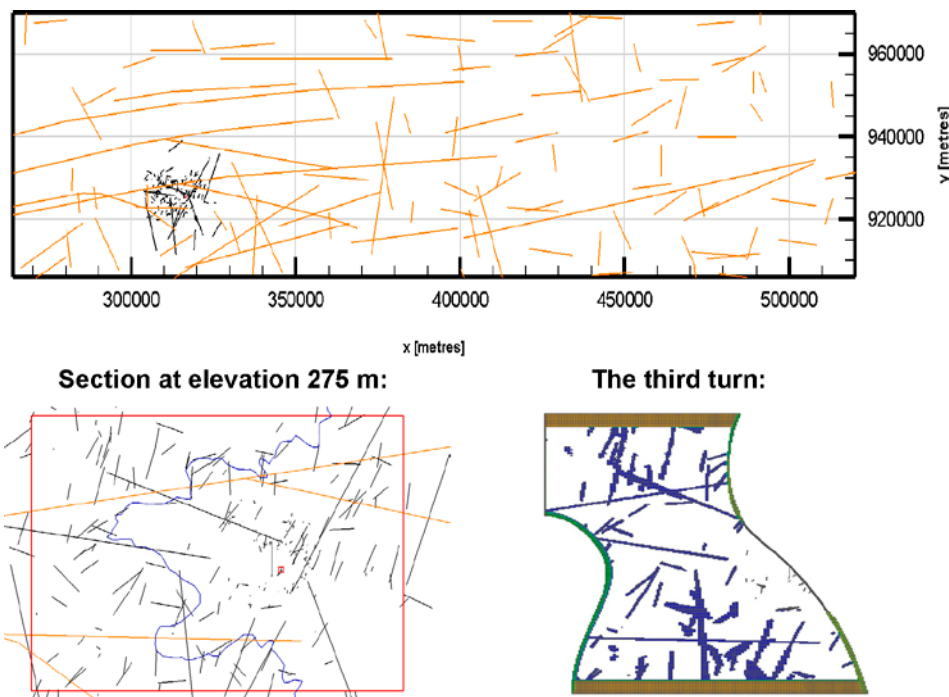 960000
940000
920000
y [metres]
300000 350000 400000 450000 500000
x [metres]
Section at elevation 275 m: The third turn: